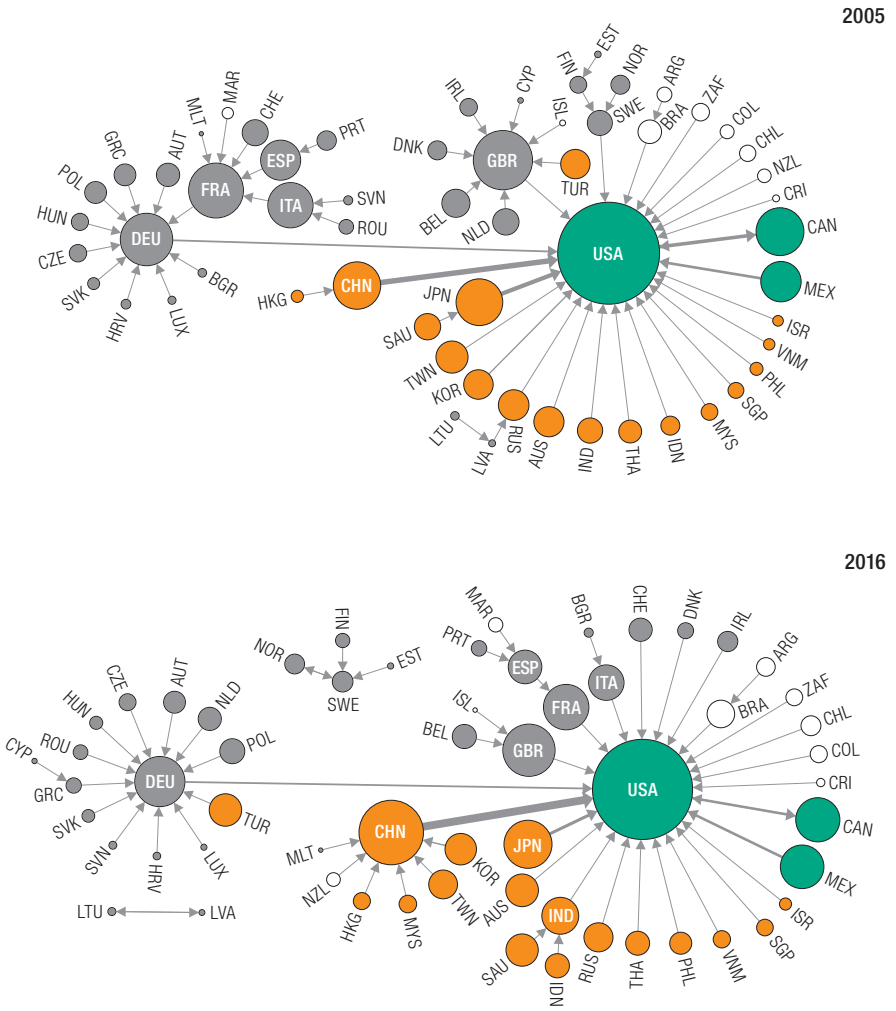 2005
EST
FIN
NOR
SWE
ARG
BRA
ZAF
COL
CHL
NZL
CRI
CAN
MEX
ISR
VNM
PHL
SGP
MYS
IDN
THA
IND
AUS
RUS
LVA
LTU
KOR
TWN
SAU
JPN
CHN
HKG
USA
IRL
CYP
ISL
DNK
GBR
TUR
BEL
NLD
MLT
MAR
CHE
ESP
PRT
FRA
ITA
SVN
ROU
GRC
AUT
POL
HUN
DEU
CZE
SVK
HRV
LUX
BGR
2016
MAR
PRT
ESP
BGR
ITA
CHE
DNK
IRL
ARG
BRA
ZAF
CHL
COL
CRI
CAN
MEX
ISR
SGP
VNM
PHL
THA
RUS
IDN
SAU
IND
AUS
JPN
USA
FRA
ISL
BEL
GBR
FIN
NOR
EST
SWE
CZE
AUT
NLD
HUN
POL
ROU
CYP
GRC
DEU
TUR
SVK
SVN
HRV
LUX
LTU
LVA
CHN
MLT
NZL
HKG
MYS
TWN
KOR